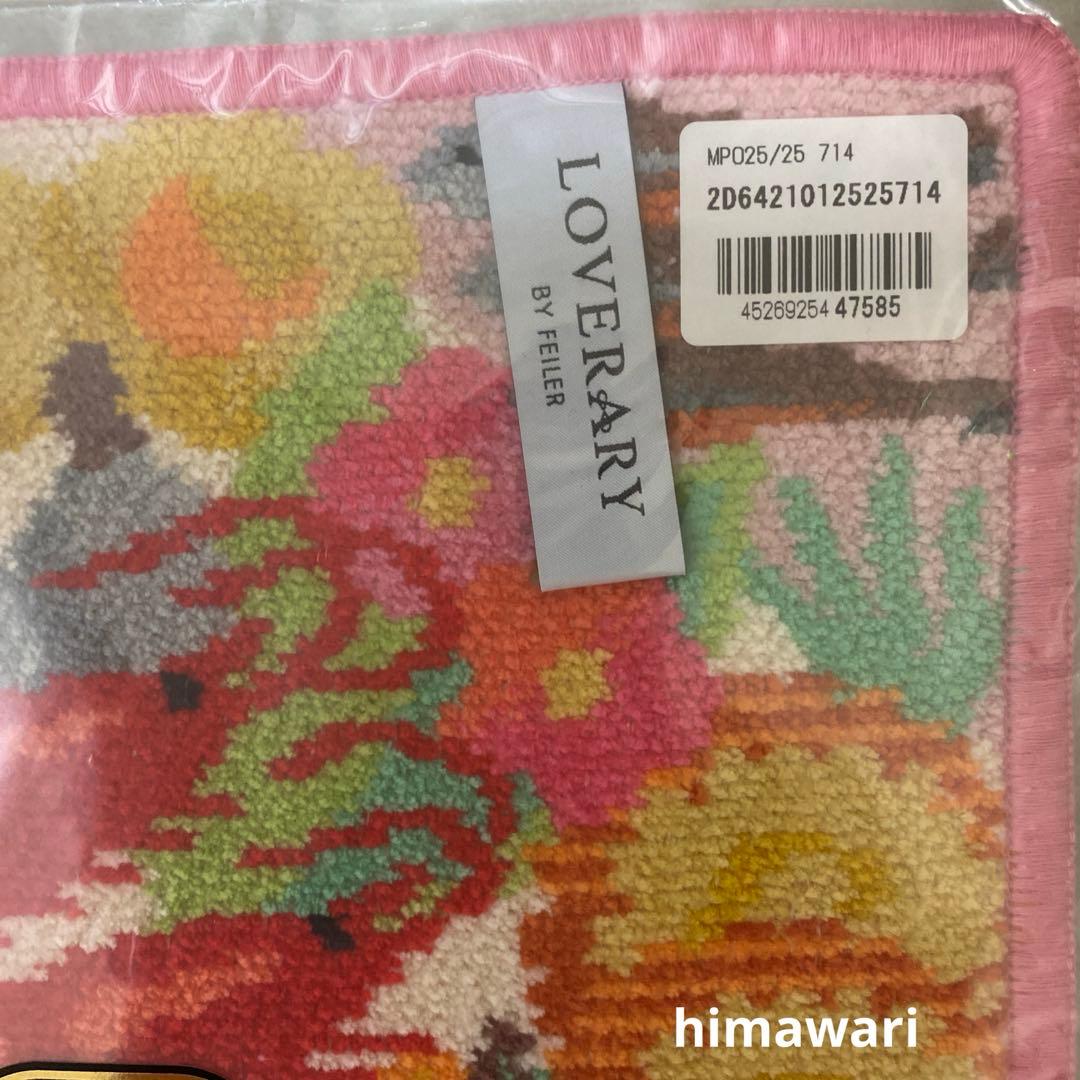 LOVERARY
BY FEILER
MPO25/25 714
2D6421012525714
4526925447585
himawari